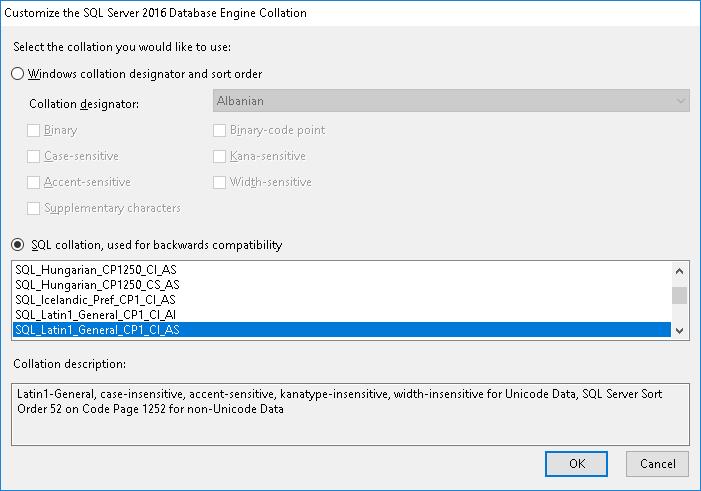 Customize the SQL Server 2016 Database Engine Collation
Select the collation you would like to use:
Windows collation designator and sort order
Collation designator: Albanian
Binary Binary-code point
Case-sensitive Kana-sensitive
Accent-sensitive Width-sensitive
Supplementary characters
SQL collation, used for backwards compatibility
SQL_Hungarian_CP1250_CI_AS
SQL_Hungarian_CP1250_CS_AS
SQL_Icelandic_Pref_CP1_CI_AS
SQL_Latin1_General_CP1_CI_AI
SQL_Latin1_General_CP1_CI_AS
Collation description:
Latin1-General, case-insensitive, accent-sensitive, kanatype-insensitive, width-insensitive for Unicode Data, SQL Server Sort
Order 52 on Code Page 1252 for non-Unicode Data
OK Cancel